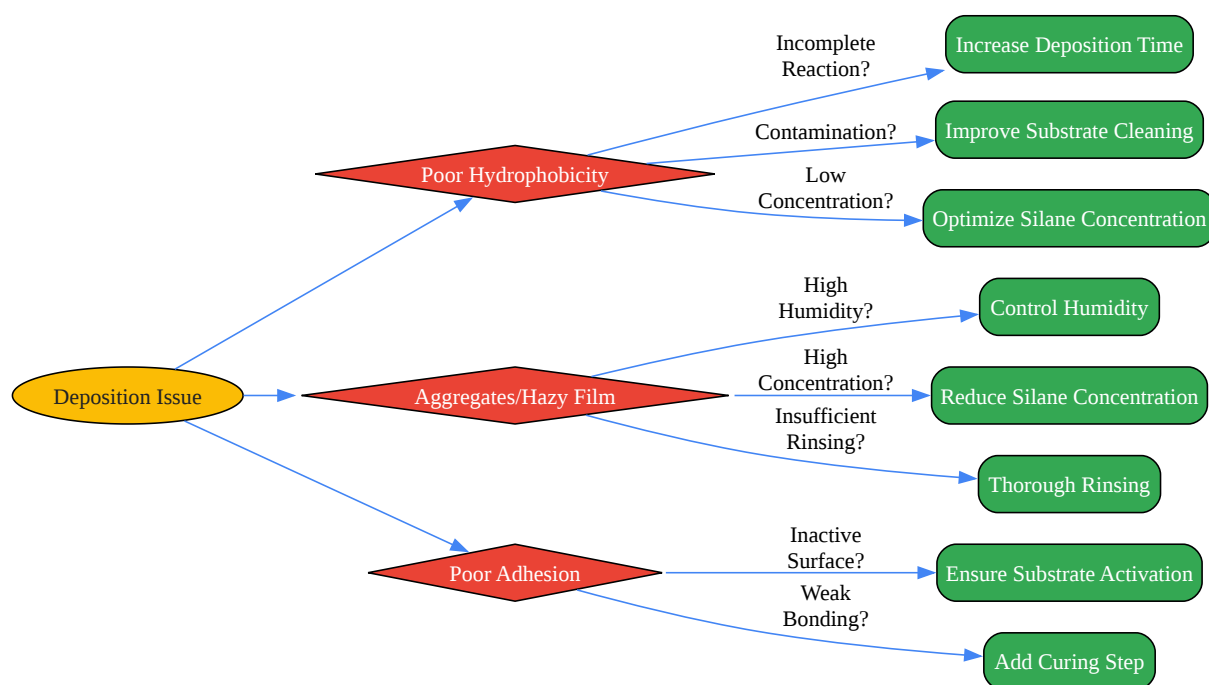 Incomplete
Reaction?
Increase Deposition Time
Contamination?
Improve Substrate Cleaning
Poor Hydrophobicity
Low
Concentration?
Optimize Silane Concentration
High
Humidity?
Control Humidity
Deposition Issue
Aggregates/Hazy Film
High
Concentration?
Reduce Silane Concentration
Insufficient
Rinsing?
Thorough Rinsing
Poor Adhesion
Inactive
Surface?
Ensure Substrate Activation
Weak
Bonding?
Add Curing Step